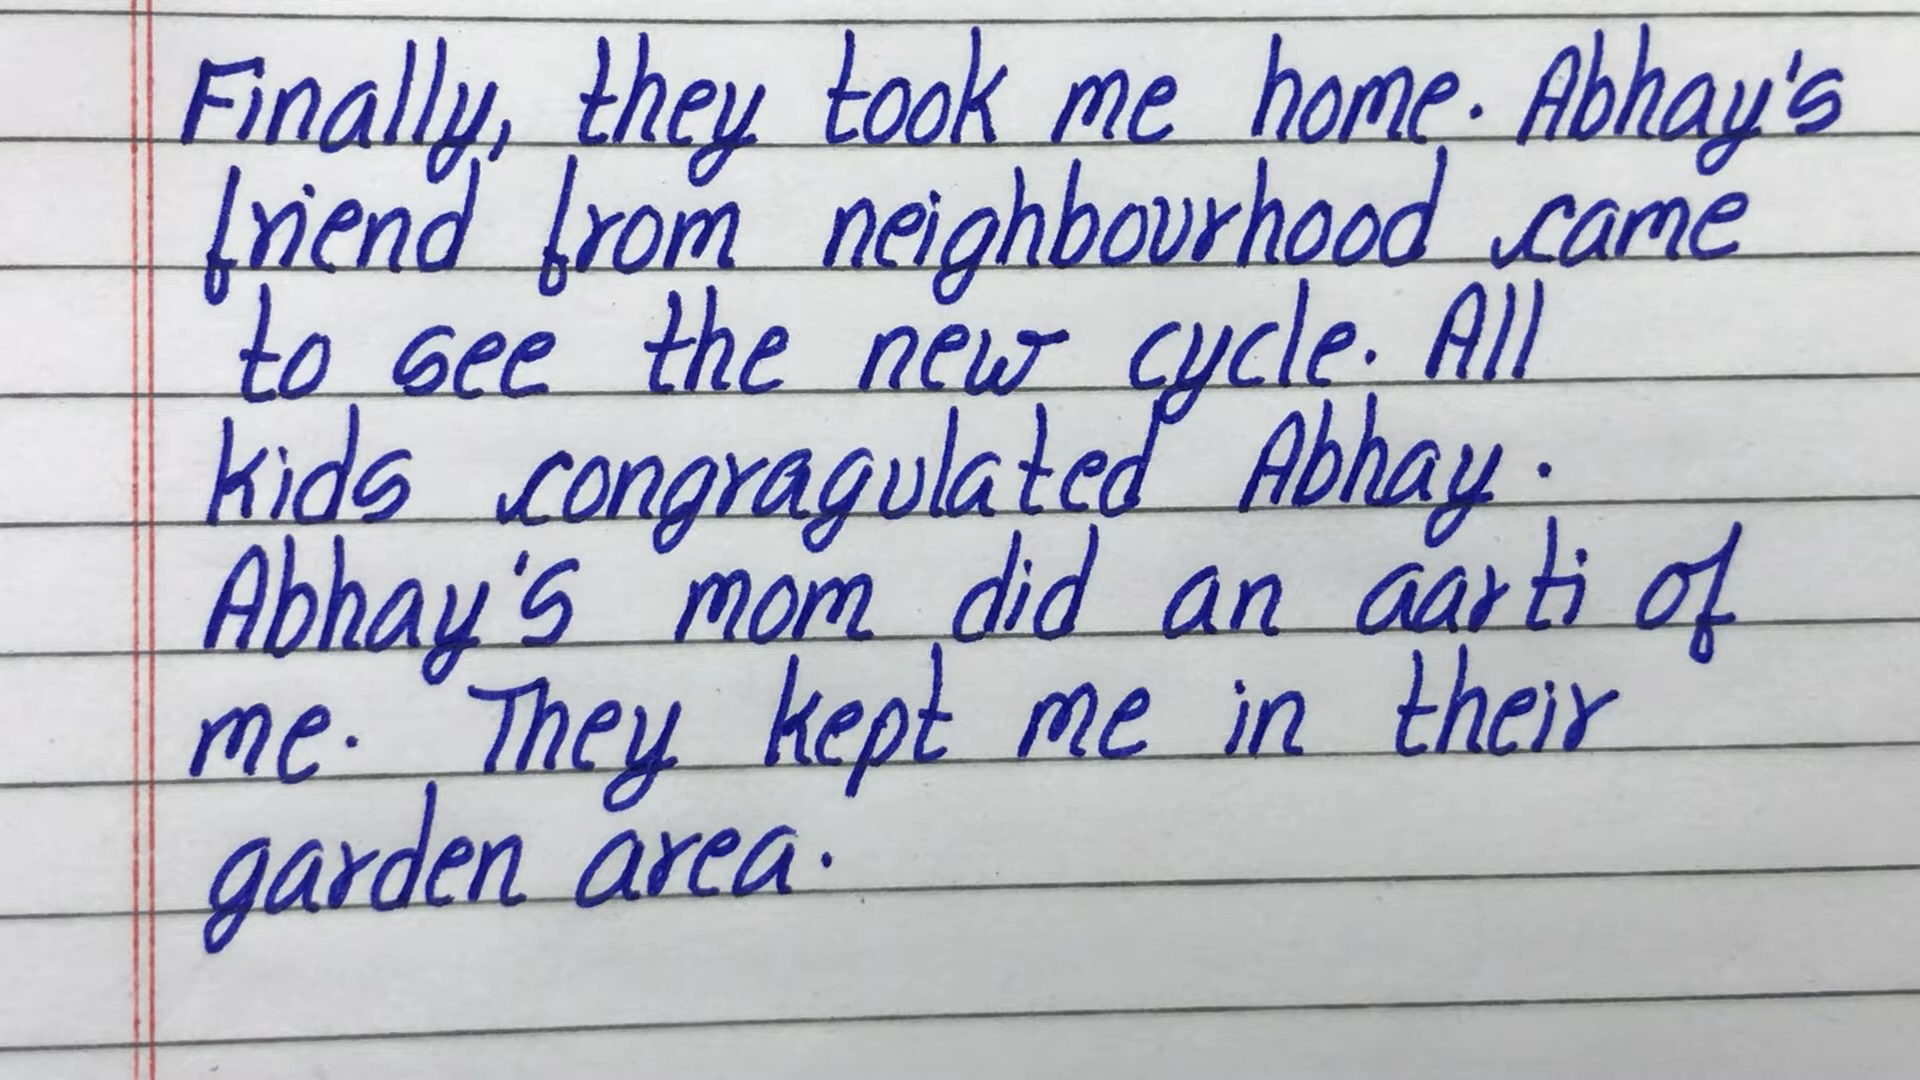 Finally, they took me home. Abhay's
friend from neighbourhood came
to see the new cycle. All
kids congragulated Abhay.
Abhay's mom did an aarti of
me. They kept me in their
garden area.